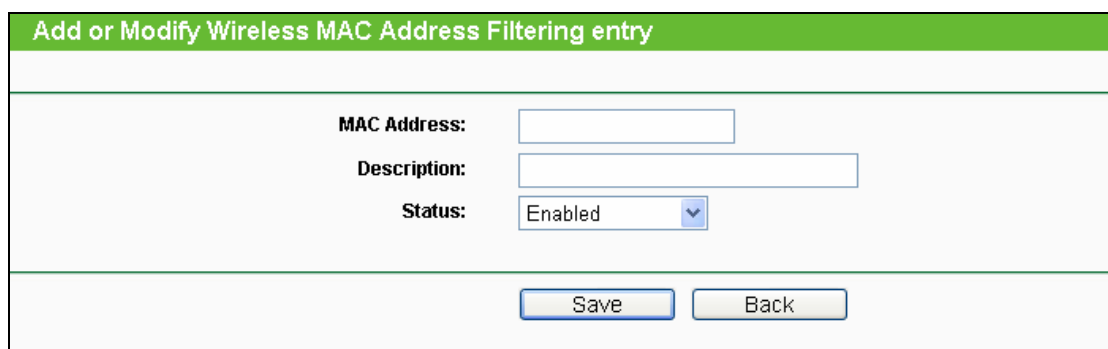 Add or Modify Wireless MAC Address Filtering entry
MAC Address:
Description:
Status: Enabled
Save Back